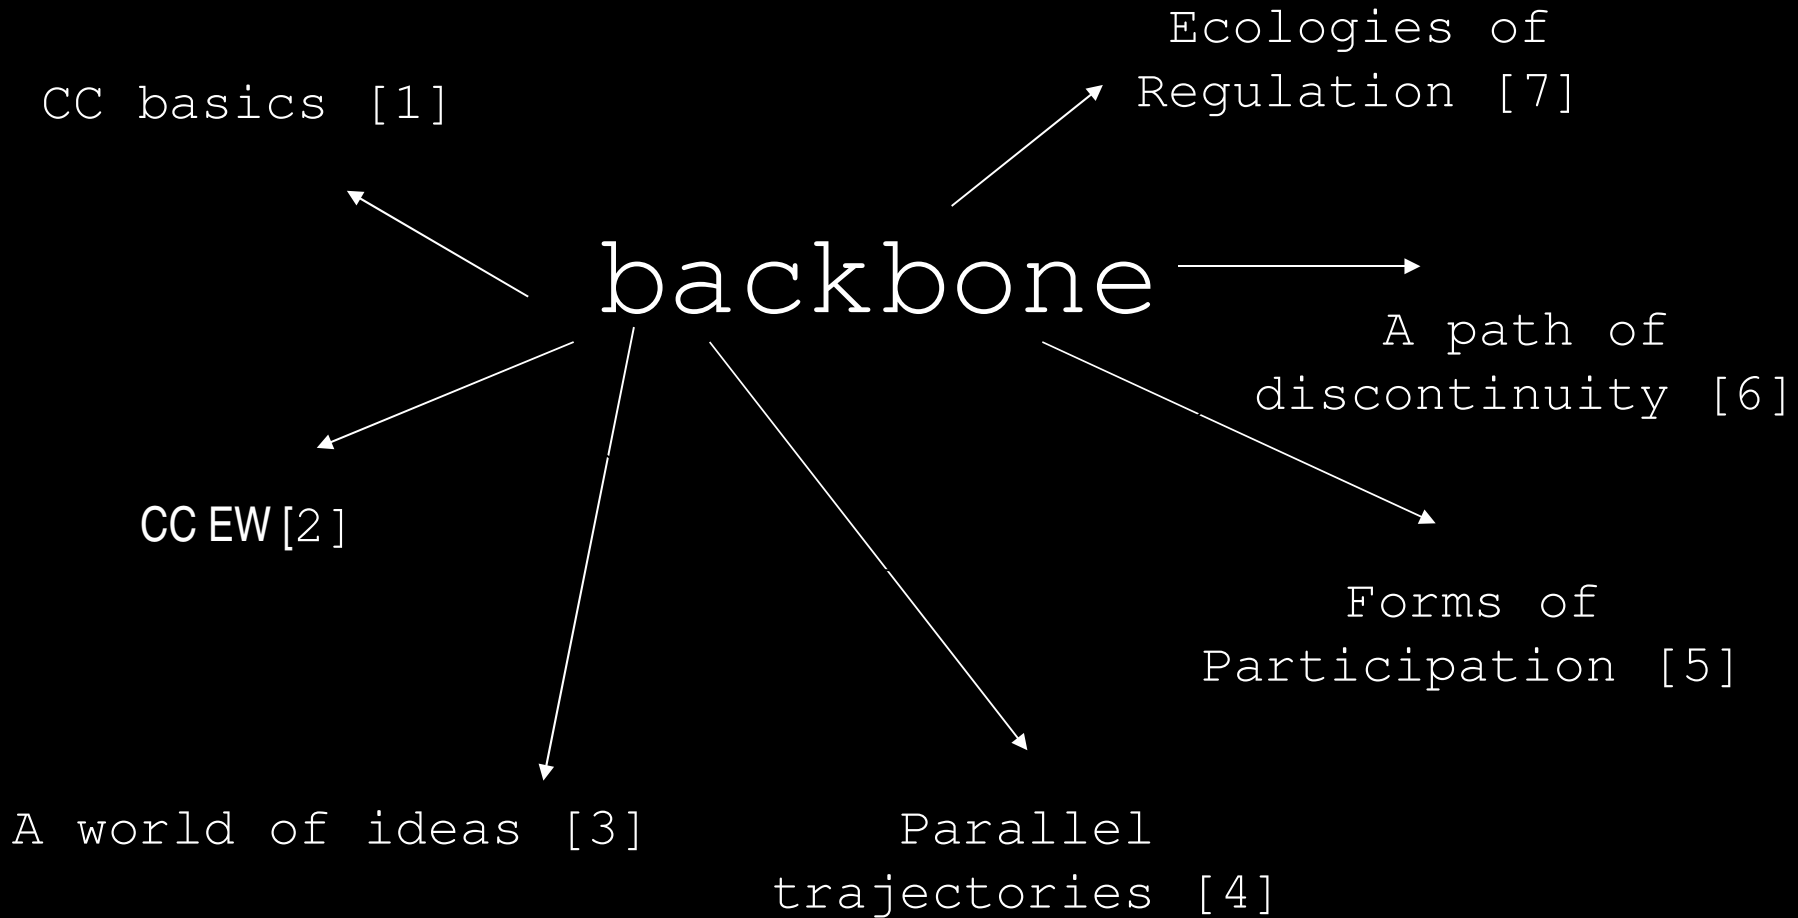 Ecologies of
Regulation [7]
CC basics [1]
backbone
A path of
discontinuity [6]
CC EW[2]
Forms of
Participation [5]
A world of ideas [3]
Parallel
trajectories [4]